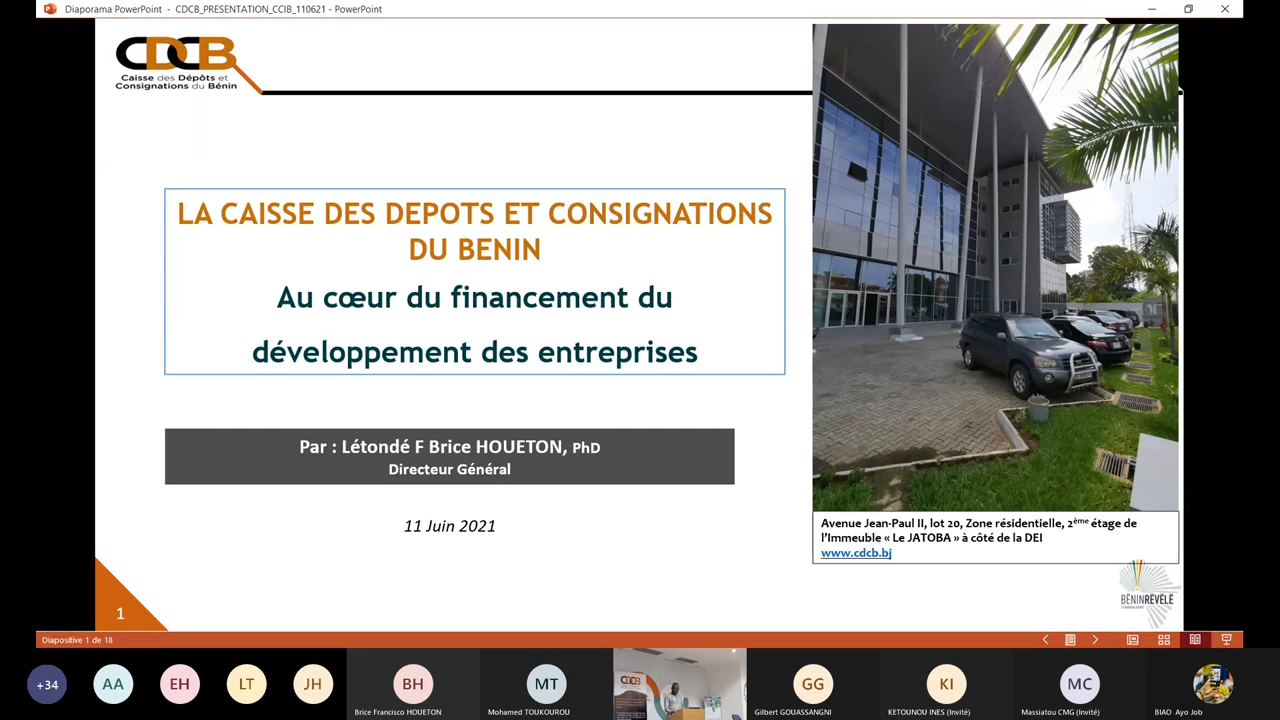 Diaporama PowerPoint - CDCB_PRESENTATION_CCIB_110621 - PowerPoint
CDCB
Caisse des Dépôts et
Consignations du Bénin
LA CAISSE DES DEPOTS ET CONSIGNATIONS
DU BENIN
Au cœur du financement du
développement des entreprises
Par : Létondé F Brice HOUETON, PhD
Directeur Général
11 Juin 2021
Avenue Jean-Paul II, lot 20, Zone résidentielle, 2ème étage de
l'Immeuble « Le JATOBA » à côté de la DEI
www.cdcb.bj
BÉNIN RÉVÉLÉ
1
Diapositive 1 de 18
+34
AA
EH
LT
JH
BH
MT
GG
KI
MC
Brice Francisco HOUETON
Mohamed TOUKOUROU
CDCB
Gilbert GOUASSANGNI
KETOUNOU INES (Invité)
Massiatou CMG (Invité)
BIAO Ayo Job